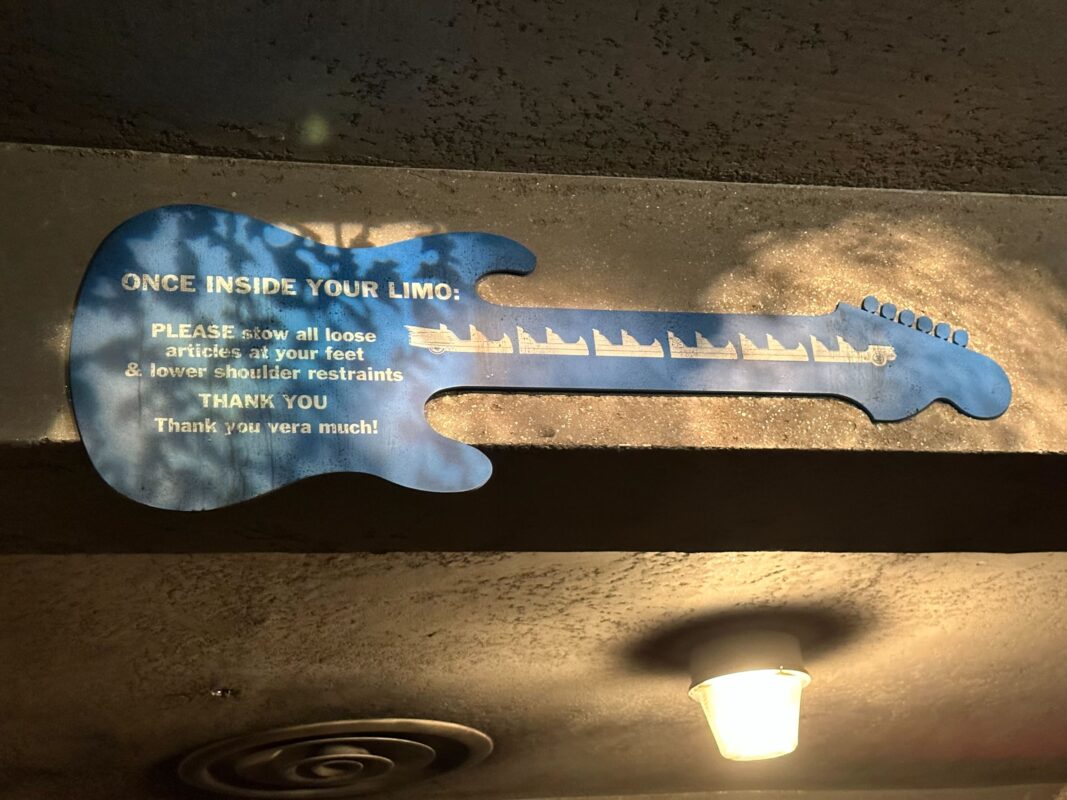 ONCE INSIDE YOUR LIMO:
PLEASE stow all loose
articles at your feet
& lower shoulder restraints
THANK YOU
Thank you vera much!